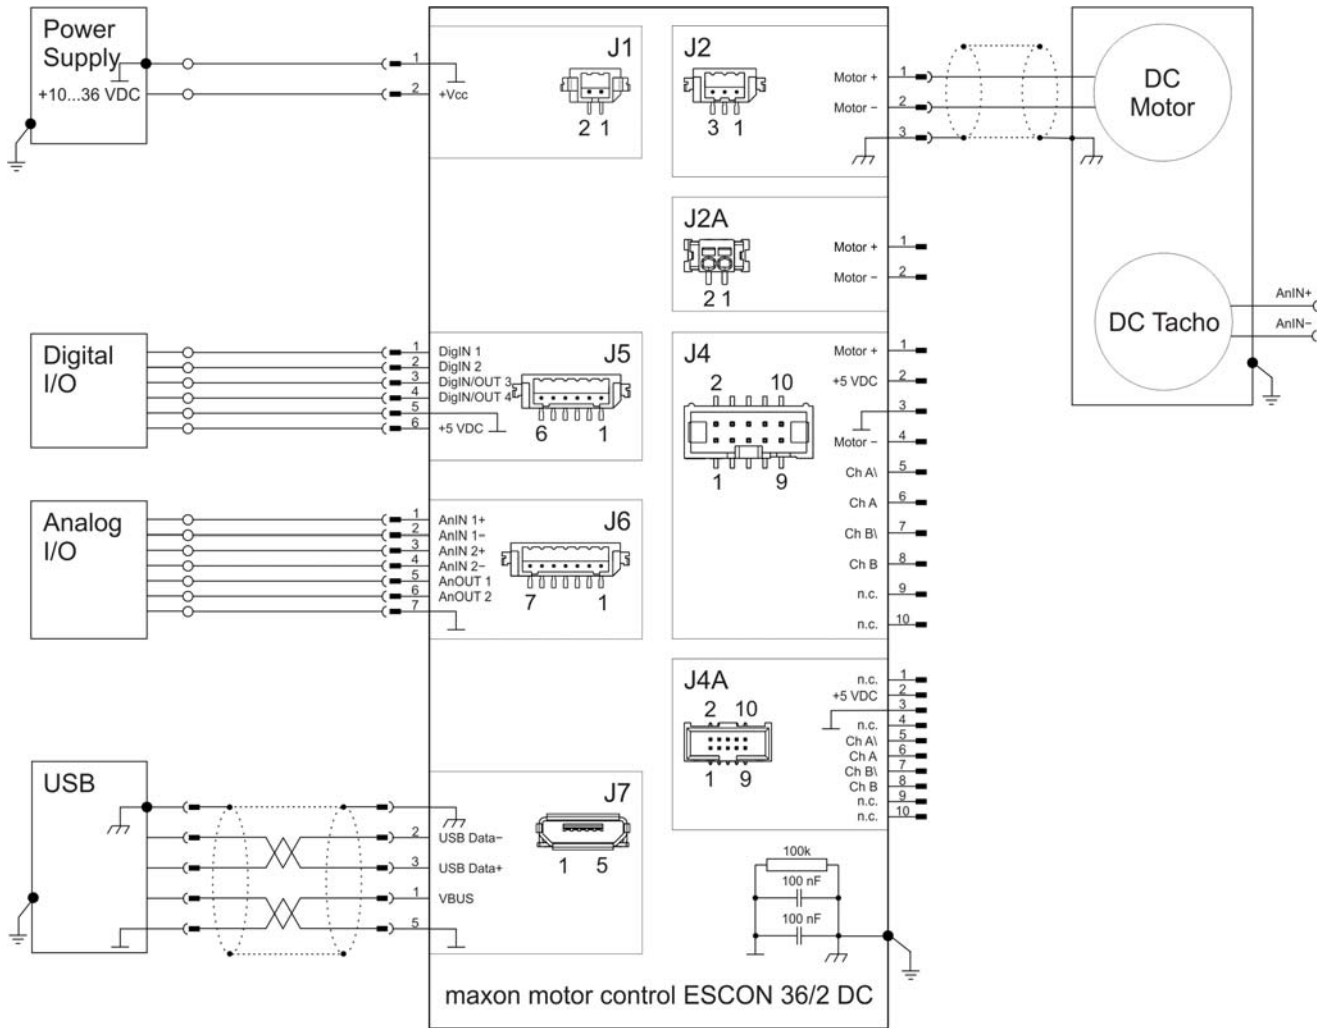 Power
Supply
+10...36 VDC
1
2
+Vcc
J1
2 1
J2
3 1
Motor +
1
Motor −
2
3
DC
Motor
J2A
2 1
Motor +
1
Motor −
2
DC Tacho
AnIN+
AnIN−
Digital
I/O
1
DigIN 1
2
DigIN 2
3
DigIN/OUT 3
4
DigIN/OUT 4
5
6
+5 VDC
J5
6 1
J4
2 10
1 9
Motor +
1
+5 VDC
2
3
Motor −
4
Ch A\
5
Ch A
6
Ch B\
7
Ch B
8
n.c.
9
n.c.
10
Analog
I/O
1
AnIN 1+
2
AnIN 1−
3
AnIN 2+
4
AnIN 2−
5
AnOUT 1
6
AnOUT 2
7
J6
7 1
J4A
2 10
1 9
n.c.
1
+5 VDC
2
3
n.c.
4
Ch A\
5
Ch A
6
Ch B\
7
Ch B
8
n.c.
9
n.c.
10
USB
2
USB Data−
3
USB Data+
1
VBUS
5
J7
1 5
100k
100 nF
100 nF
maxon motor control ESCON 36/2 DC